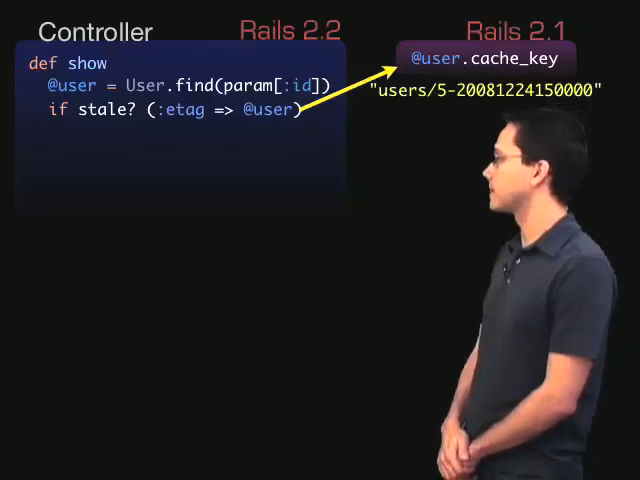 Controller
Rails 2.2
Rails 2.1
def show
@user = User.find(param[:id])
if stale? (:etag => @user)
@user.cache_key
"users/5-20081224150000"